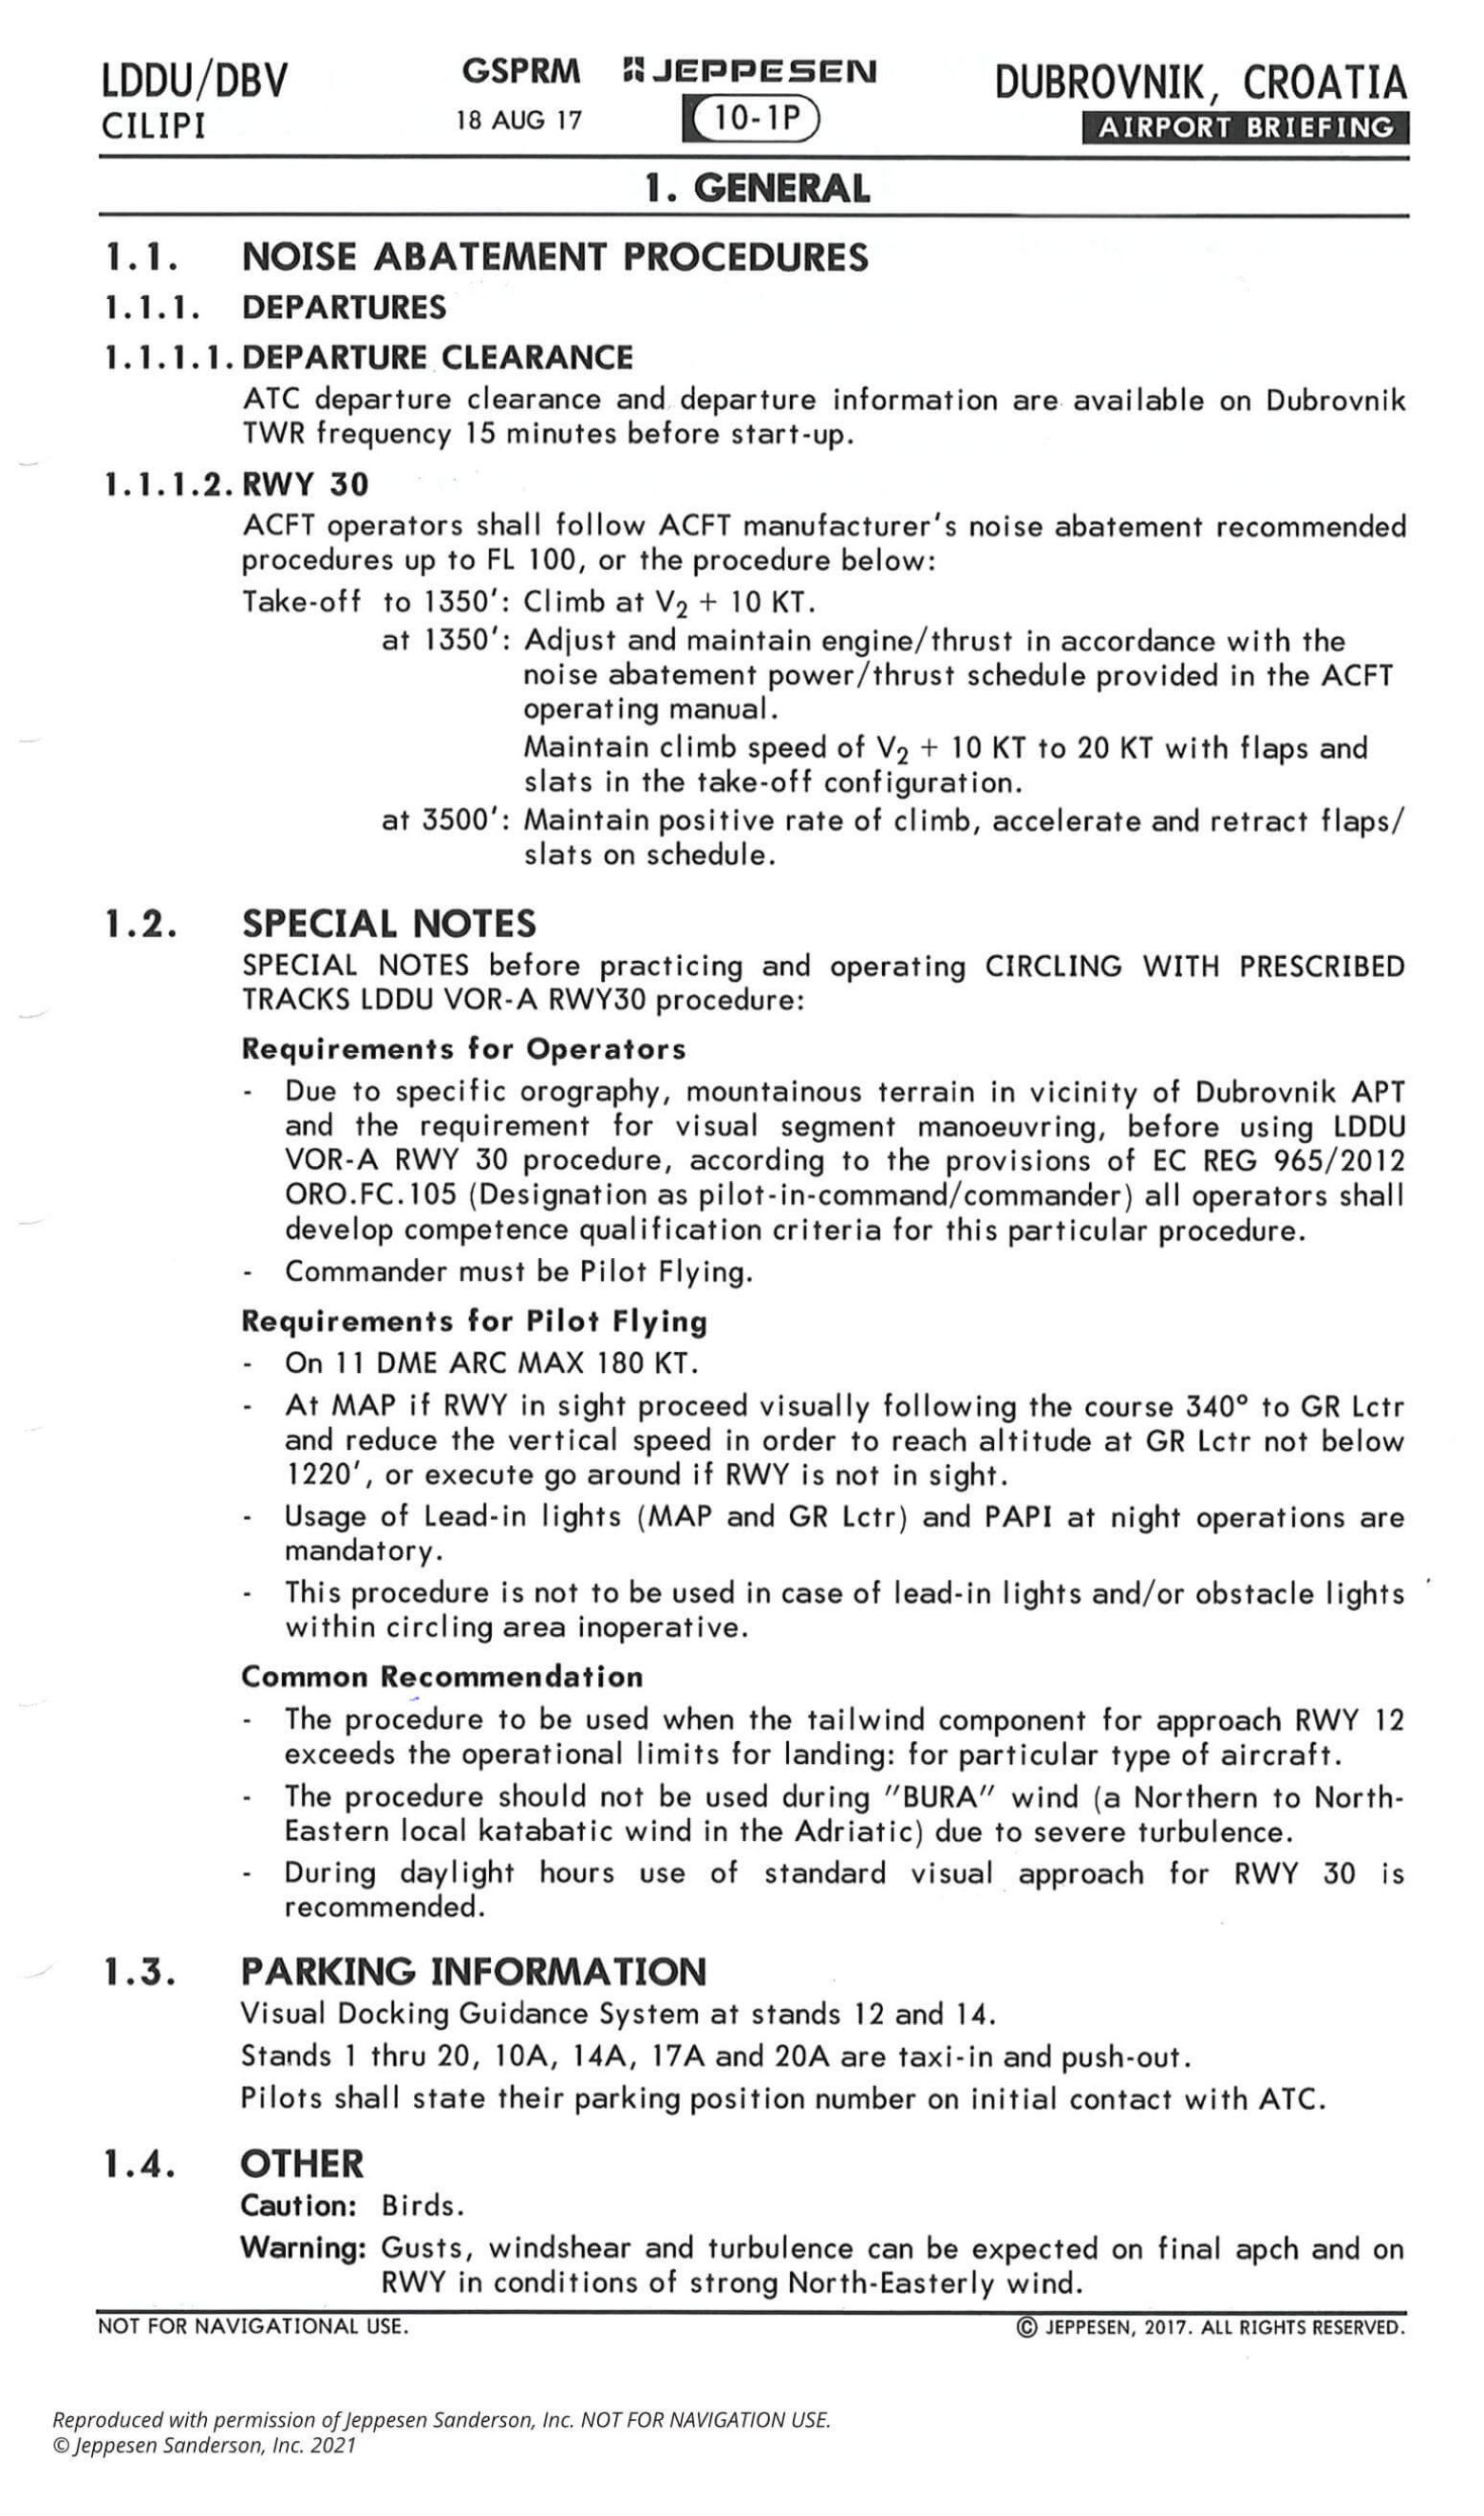 LDDU/DBV GSPRM JEPPESEN DUBROVNIK, CROATIA
CILIPI 18 AUG 17 10-1P AIRPORT BRIEFING
1. GENERAL
1.1. NOISE ABATEMENT PROCEDURES
1.1.1. DEPARTURES
1.1.1.1. DEPARTURE CLEARANCE
ATC departure clearance and departure information are available on Dubrovnik
TWR frequency 15 minutes before start-up.
1.1.1.2. RWY 30
ACFT operators shall follow ACFT manufacturer's noise abatement recommended
procedures up to FL 100, or the procedure below:
Take-off to 1350': Climb at V2 + 10 KT.
at 1350': Adjust and maintain engine/thrust in accordance with the
noise abatement power/thrust schedule provided in the ACFT
operating manual.
Maintain climb speed of V2 + 10 KT to 20 KT with flaps and
slats in the take-off configuration.
at 3500': Maintain positive rate of climb, accelerate and retract flaps/
slats on schedule.
1.2. SPECIAL NOTES
SPECIAL NOTES before practicing and operating CIRCLING WITH PRESCRIBED
TRACKS LDDU VOR-A RWY30 procedure:
Requirements for Operators
- Due to specific orography, mountainous terrain in vicinity of Dubrovnik APT
and the requirement for visual segment manoeuvring, before using LDDU
VOR-A RWY 30 procedure, according to the provisions of EC REG 965/2012
ORO.FC.105 (Designation as pilot-in-command/commander) all operators shall
develop competence qualification criteria for this particular procedure.
- Commander must be Pilot Flying.
Requirements for Pilot Flying
- On 11 DME ARC MAX 180 KT.
- At MAP if RWY in sight proceed visually following the course 340° to GR Lctr
and reduce the vertical speed in order to reach altitude at GR Lctr not below
1220', or execute go around if RWY is not in sight.
- Usage of Lead-in lights (MAP and GR Lctr) and PAPI at night operations are
mandatory.
- This procedure is not to be used in case of lead-in lights and/or obstacle lights
within circling area inoperative.
Common Recommendation
- The procedure to be used when the tailwind component for approach RWY 12
exceeds the operational limits for landing: for particular type of aircraft.
- The procedure should not be used during "BURA" wind (a Northern to North-
Eastern local katabatic wind in the Adriatic) due to severe turbulence.
- During daylight hours use of standard visual approach for RWY 30 is
recommended.
1.3. PARKING INFORMATION
Visual Docking Guidance System at stands 12 and 14.
Stands 1 thru 20, 10A, 14A, 17A and 20A are taxi-in and push-out.
Pilots shall state their parking position number on initial contact with ATC.
1.4. OTHER
Caution: Birds.
Warning: Gusts, windshear and turbulence can be expected on final apch and on
RWY in conditions of strong North-Easterly wind.
NOT FOR NAVIGATIONAL USE. © JEPPESEN, 2017. ALL RIGHTS RESERVED.
Reproduced with permission of Jeppesen Sanderson, Inc. NOT FOR NAVIGATION USE.
© Jeppesen Sanderson, Inc. 2021